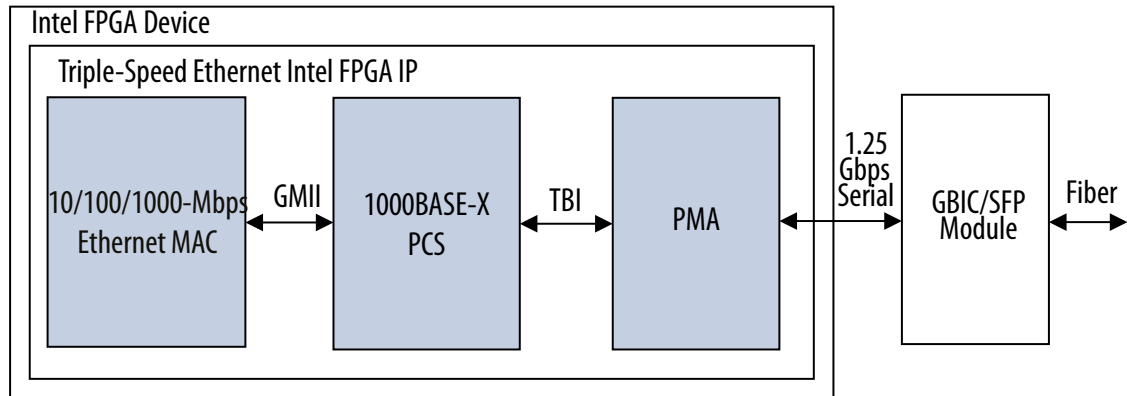 Intel FPGA Device
Triple-Speed Ethernet Intel FPGA IP
10/100/1000-Mbps
Ethernet MAC
GMII
1000BASE-X
PCS
TBI
PMA
1.25
Gbps
Serial
GBIC/SFP
Module
Fiber